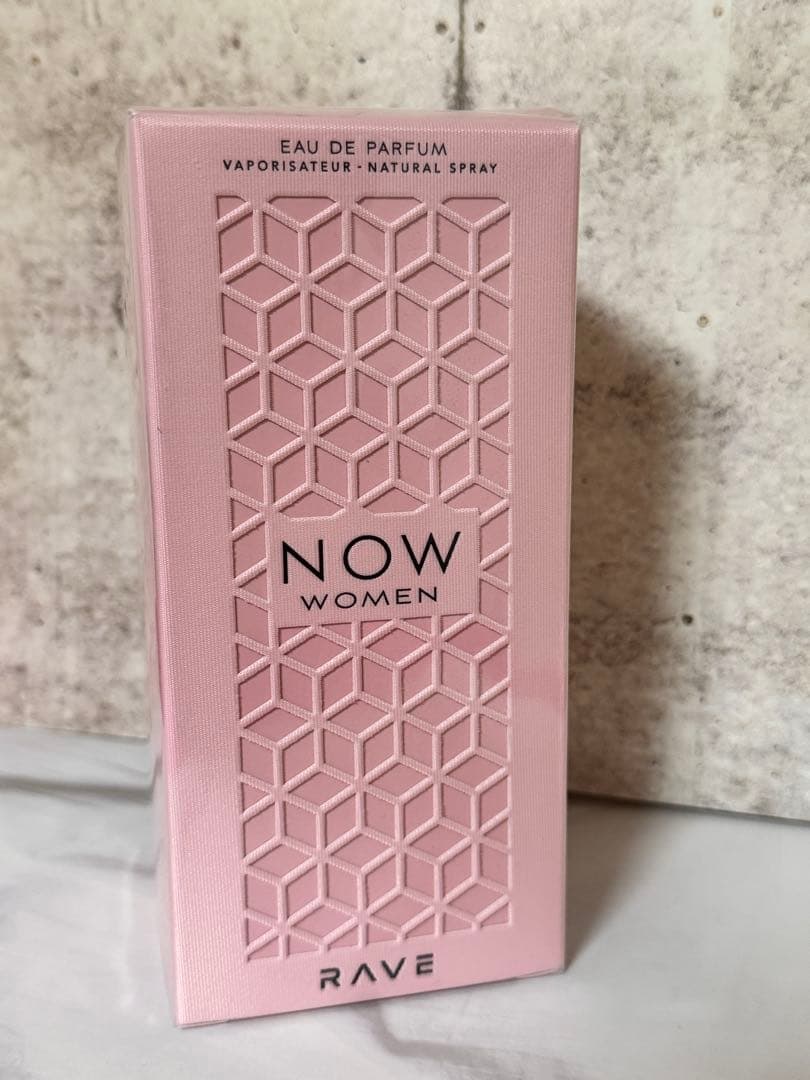 EAU DE PARFUM
VAPORISATEUR - NATURAL SPRAY
NOW
WOMEN
RAVE